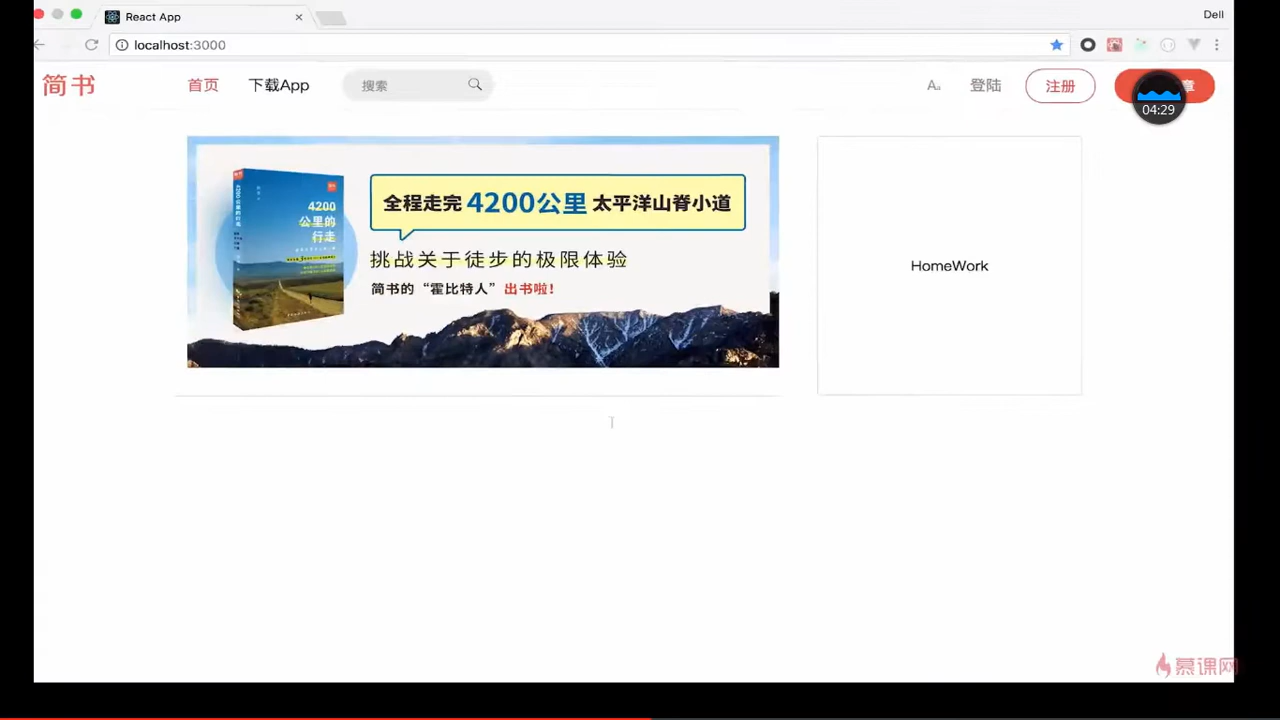 React App
Dell
localhost:3000
简书
首页
下载App
搜索
Aa
登陆
注册
章
04:29
全程走完 4200公里 太平洋山脊小道
挑战关于徒步的极限体验
简书的“霍比特人”出书啦！
4200
公里的
行走
HomeWork
慕课网